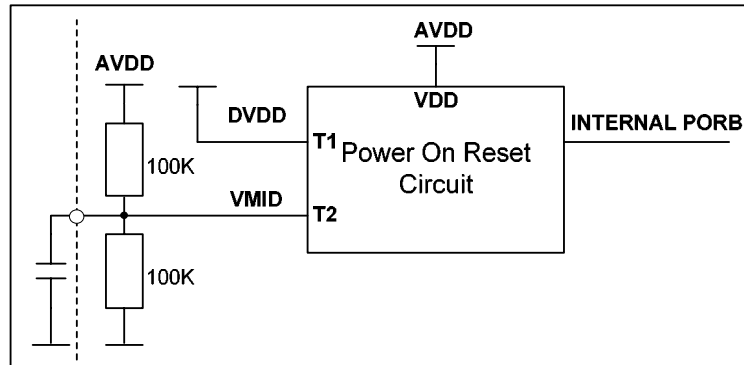 AVDD
AVDD
VDD
DVDD
INTERNAL PORB
T1
Power On Reset
Circuit
100K
VMID
T2
100K